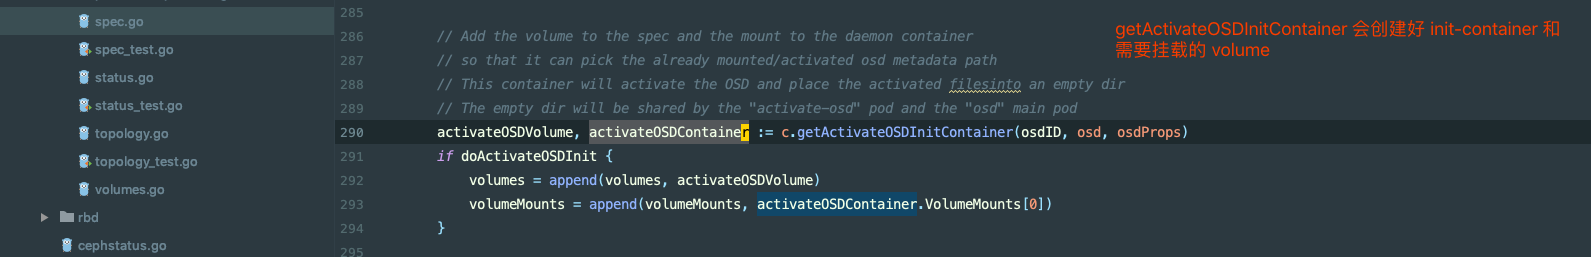 spec.go
spec_test.go
status.go
status_test.go
topology.go
topology_test.go
volumes.go
rbd
cephstatus.go
285
286 // Add the volume to the spec and the mount to the daemon container
287 // so that it can pick the already mounted/activated osd metadata path
288 // This container will activate the OSD and place the activated filesinto an empty dir
289 // The empty dir will be shared by the "activate-osd" pod and the "osd" main pod
290 activateOSDVolume, activateOSDContainer := c.getActivateOSDInitContainer(osdID, osd, osdProps)
291 if doActivateOSDInit {
292 volumes = append(volumes, activateOSDVolume)
293 volumeMounts = append(volumeMounts, activateOSDContainer.VolumeMounts[0])
294 }
295
getActivateOSDInitContainer 会创建好 init-container 和
需要挂载的 volume